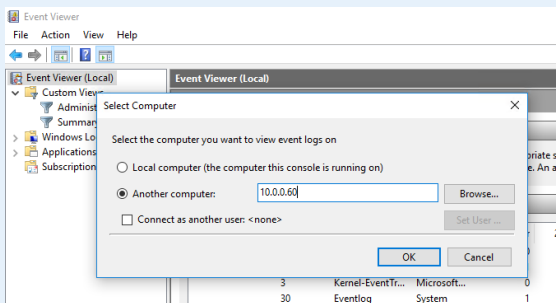 Event Viewer
File Action View Help
Event Viewer (Local)
Event Viewer (Local)
Custom Views
Administ
Summary
Windows Lo
Applications
Subscription
Select Computer
Select the computer you want to view event logs on
Local computer (the computer this console is running on)
Another computer:
10.0.0.60
Browse...
Connect as another user: <none>
Set User ...
OK
Cancel
priate s
e. An a
3 Kernel-EventTr... Microsoft... 0
30 Eventlog System 1